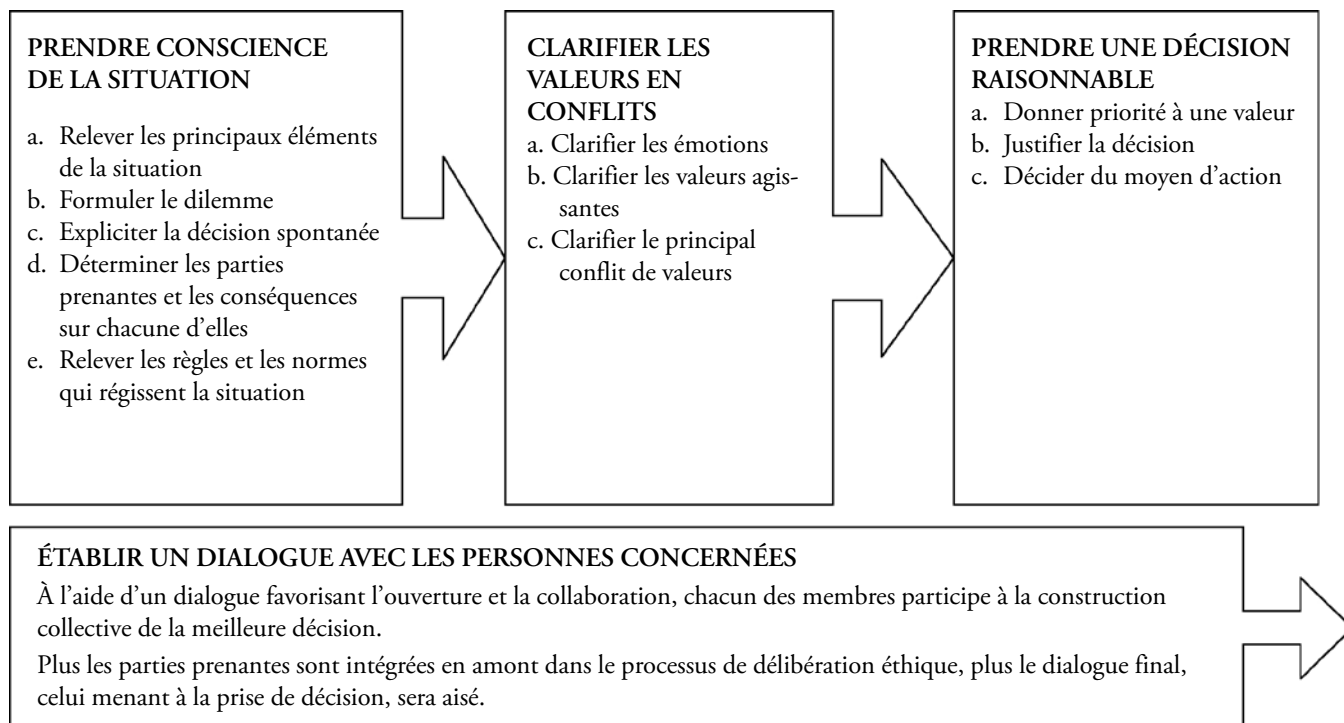 PRENDRE CONSCIENCE
DE LA SITUATION
a. Relever les principaux éléments
de la situation
b. Formuler le dilemme
c. Expliciter la décision spontanée
d. Déterminer les parties
prenantes et les conséquences
sur chacune d’elles
e. Relever les règles et les normes
qui régissent la situation
CLARIFIER LES
VALEURS EN
CONFLITS
a. Clarifier les émotions
b. Clarifier les valeurs agis-
santes
c. Clarifier le principal
conflit de valeurs
PRENDRE UNE DÉCISION
RAISONNABLE
a. Donner priorité à une valeur
b. Justifier la décision
c. Décider du moyen d’action
ÉTABLIR UN DIALOGUE AVEC LES PERSONNES CONCERNÉES
À l’aide d’un dialogue favorisant l’ouverture et la collaboration, chacun des membres participe à la construction
collective de la meilleure décision.
Plus les parties prenantes sont intégrées en amont dans le processus de délibération éthique, plus le dialogue final,
celui menant à la prise de décision, sera aisé.